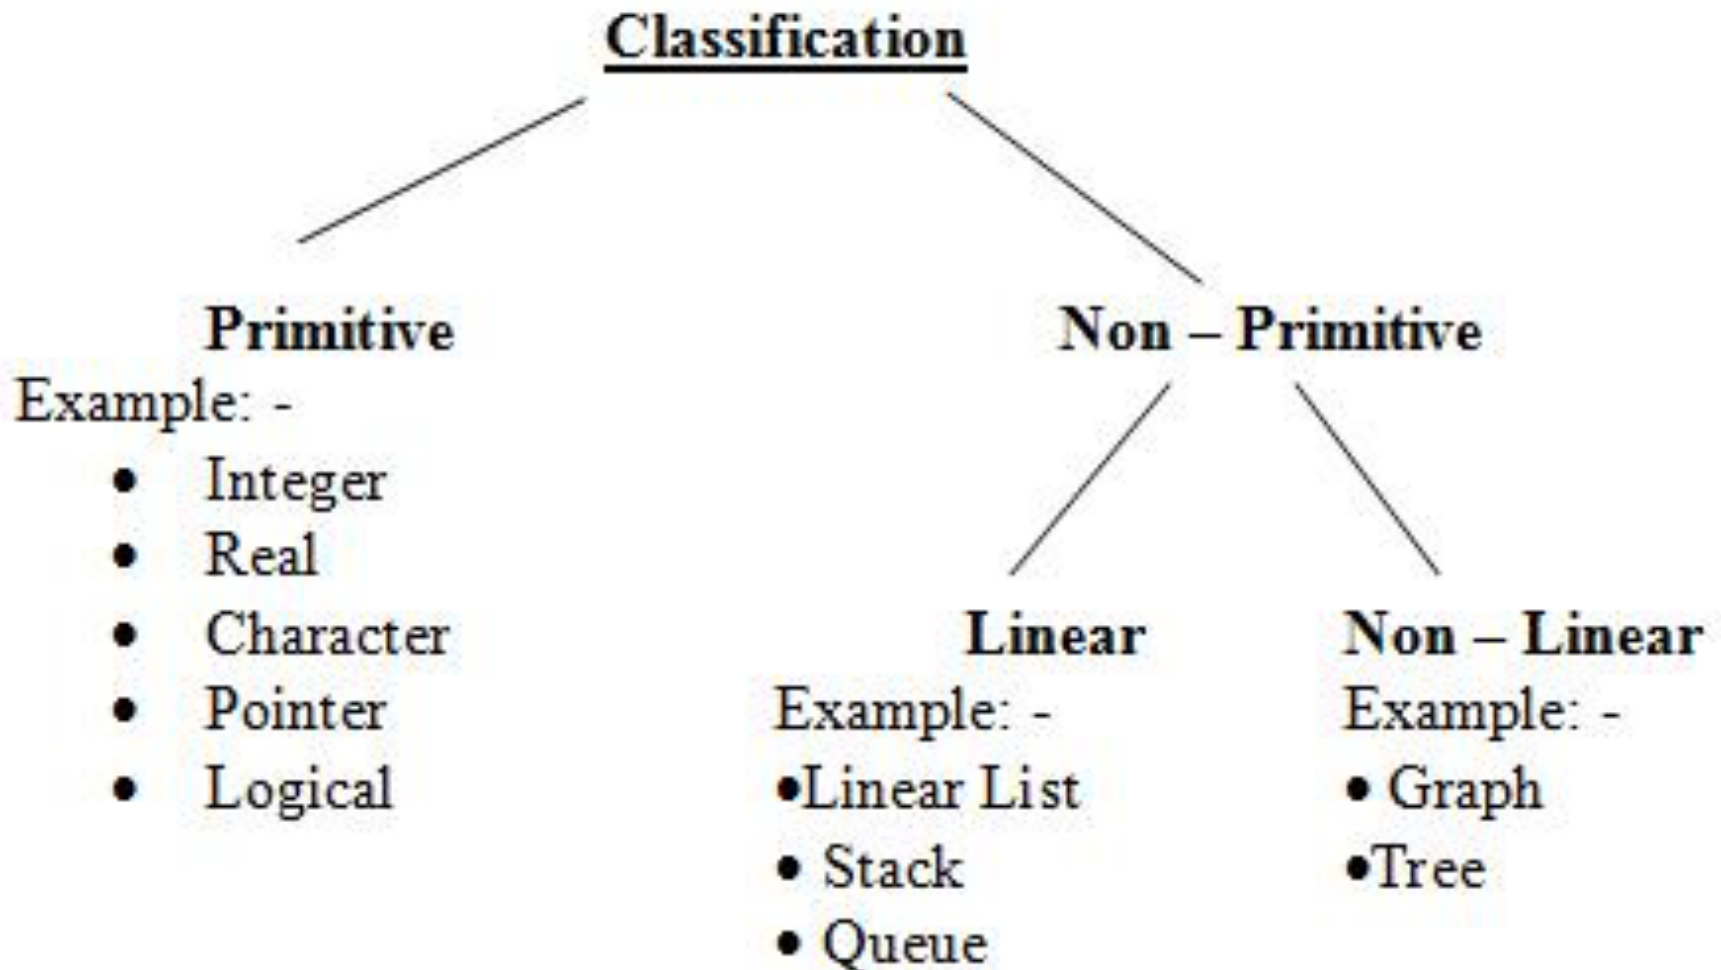 Classification
Primitive
Example: -
• Integer
• Real
• Character
• Pointer
• Logical
Non – Primitive
Linear
Example: -
•Linear List
• Stack
• Queue
Non – Linear
Example: -
• Graph
•Tree